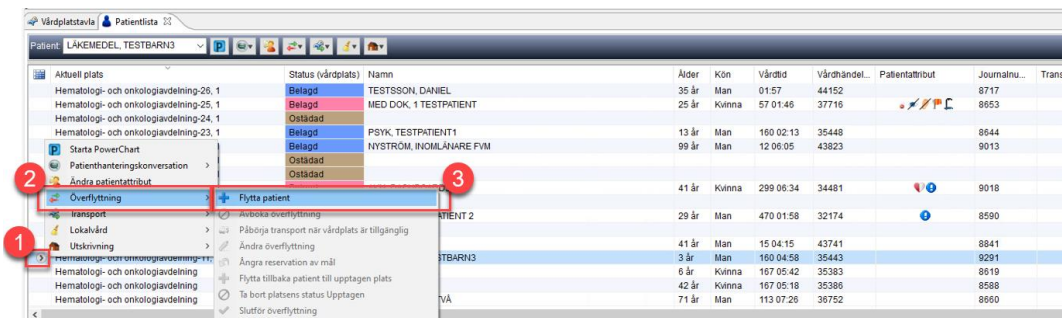 Vårdplatstavla Patientlista
Patient: LÄKEMEDEL, TESTBARN3
Aktuell plats Status (vårdplats) Namn Ålder Kön Vårdtid Vårdhändel... Patientattribut Journalnu... Trans
Hematologi- och onkologiavdelning-26, 1 Belagd TESTSSON, DANIEL 35 år Man 01:57 44152 8717
Hematologi- och onkologiavdelning-25, 1 Belagd MED DOK, 1 TESTPATIENT 25 år Kvinna 57 01:46 37716 8653
Hematologi- och onkologiavdelning-24, 1 Ostädad
Hematologi- och onkologiavdelning-23, 1 Belagd PSYK, TESTPATIENT1 13 år Man 160 02:13 35448 8644
Starta PowerChart 1 Belagd NYSTRÖM, INOMLÄNARE FVM 99 år Man 12 06:05 43823 9013
Patienthanteringskonversation 1 Ostädad
2 Ändra patientattribut 1 Ostädad 3
41 år Kvinna 299 06:34 34481 9018
Överflyttning Flytta patient
Transport Avboka överflyttning ATIENT 2 29 år Man 470 01:58 32174 8590
Lokalvård Påbörja transport när vårdplats är tillgänglig
1 Utskrivning Ändra överflyttning 41 år Man 15 04:15 43741 8841
Hematologi- och onkologiavdelning-11, Ångra reservation av mål STBARN3 3 år Man 160 04:58 35443 9291
Hematologi- och onkologiavdelning Flytta tillbaka patient till upptagen plats 6 år Kvinna 167 05:42 35383 8619
Hematologi- och onkologiavdelning Ta bort platsens status Upptagen 42 år Kvinna 167 05:18 35386 8588
Hematologi- och onkologiavdelning VÅ 71 år Man 113 07:26 36752 8660
Slutför överflyttning